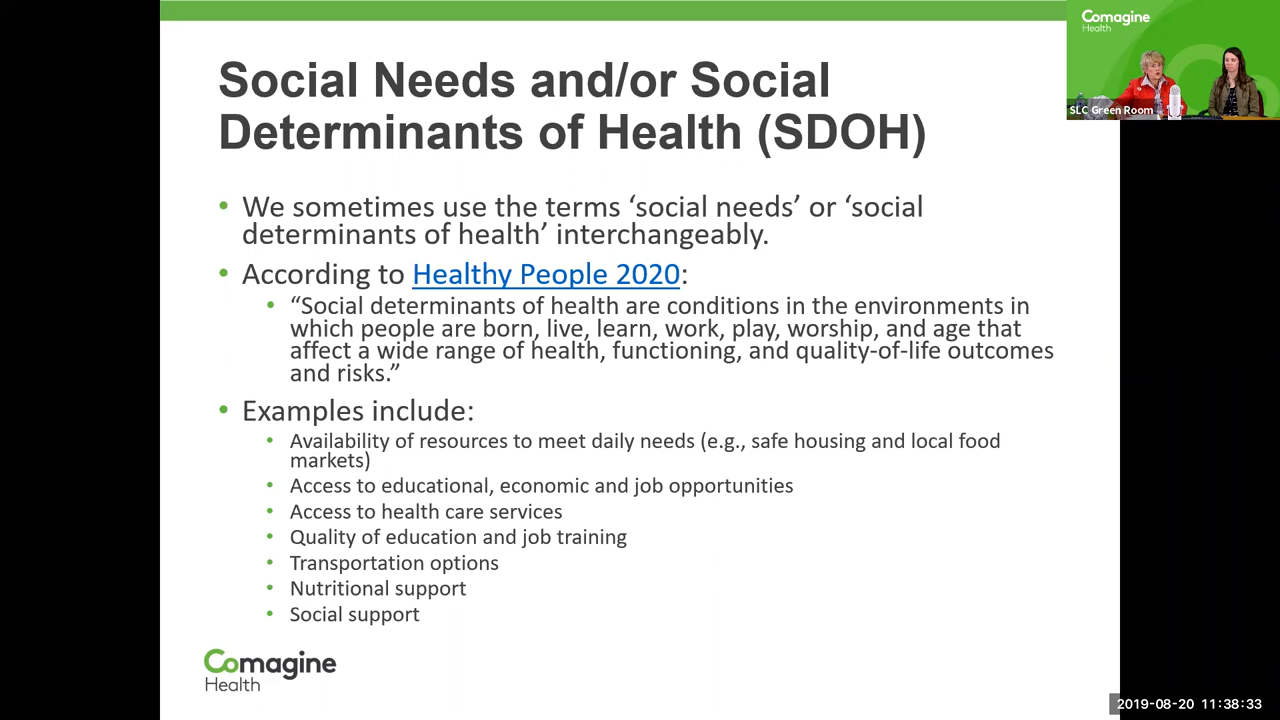 Social Needs and/or Social
Determinants of Health (SDOH)
• We sometimes use the terms ‘social needs’ or ‘social
determinants of health’ interchangeably.
• According to Healthy People 2020:
• “Social determinants of health are conditions in the environments in
which people are born, live, learn, work, play, worship, and age that
affect a wide range of health, functioning, and quality-of-life outcomes
and risks.”
• Examples include:
• Availability of resources to meet daily needs (e.g., safe housing and local food
markets)
• Access to educational, economic and job opportunities
• Access to health care services
• Quality of education and job training
• Transportation options
• Nutritional support
• Social support
Comagine
Health
Comagine
Health
SLC Green Room
2019-08-20 11:38:33